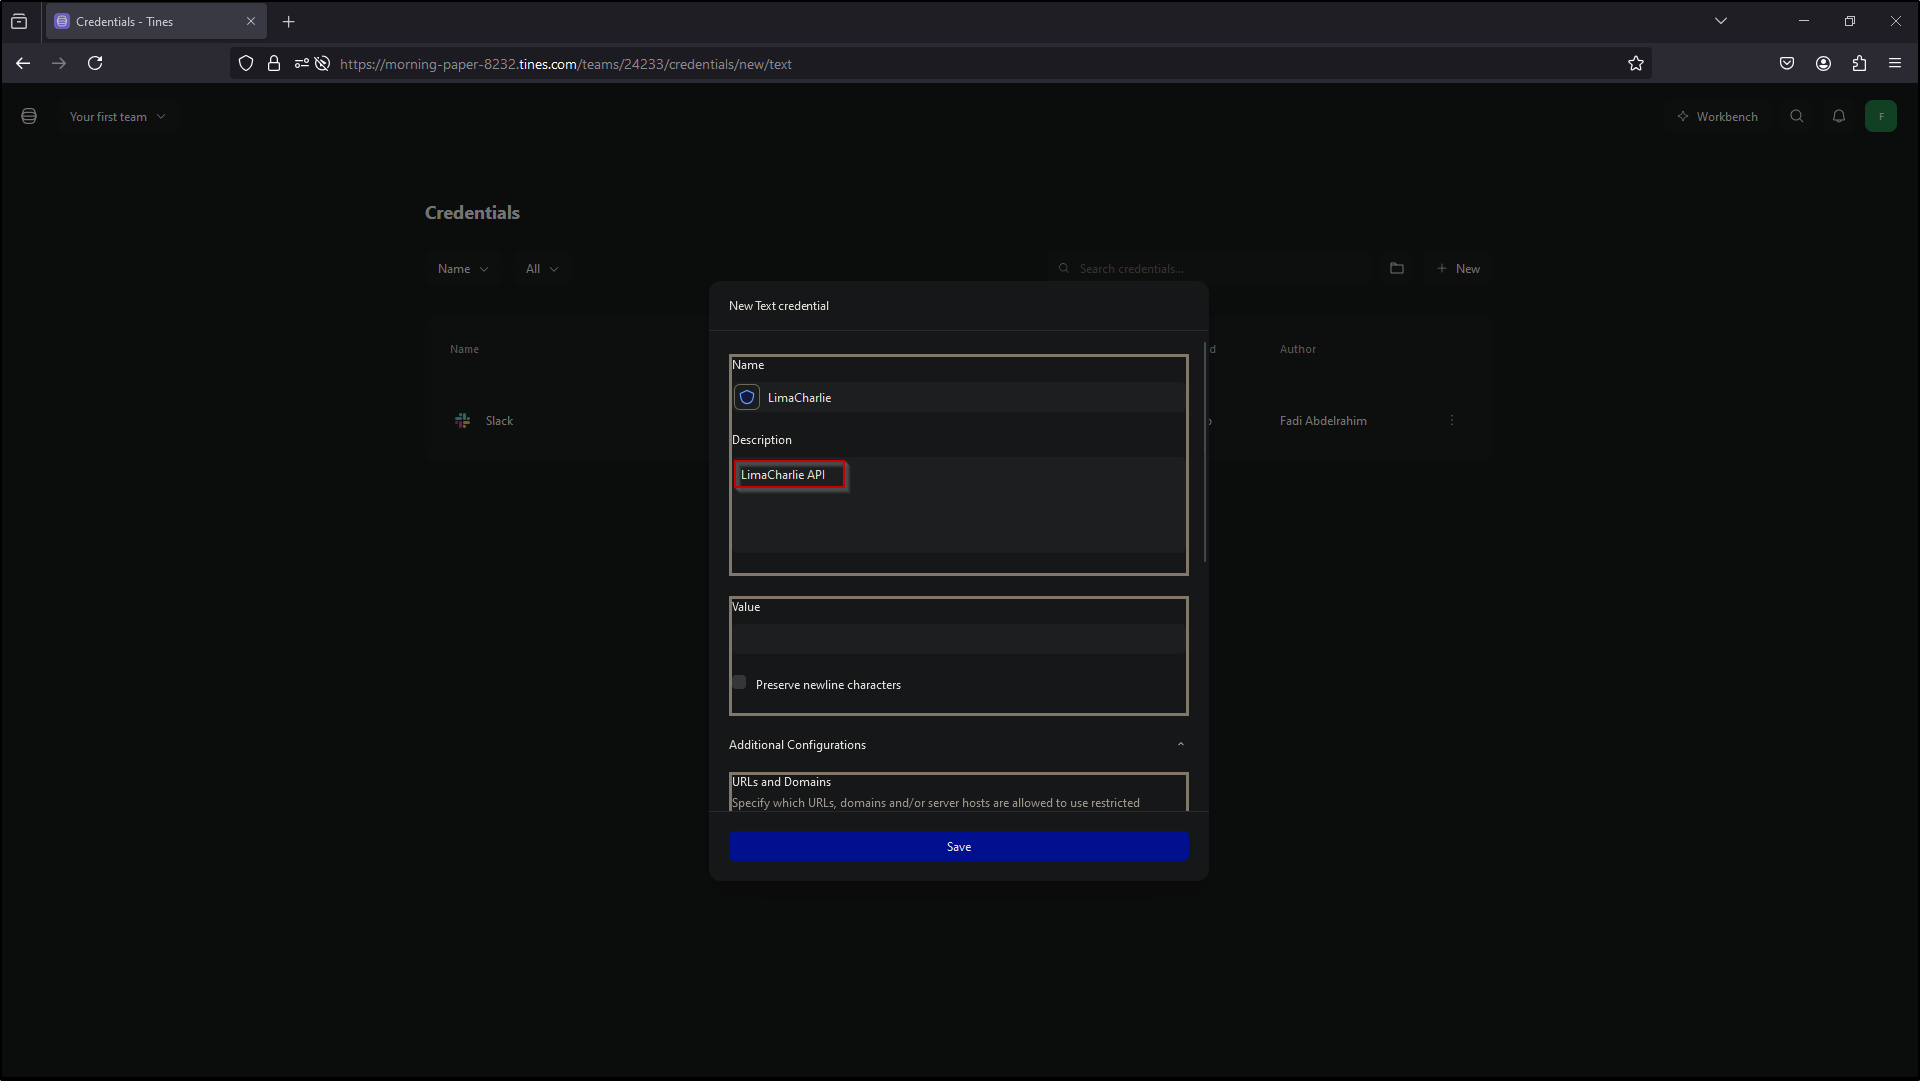 Credentials - Tines
https://morning-paper-8232.tines.com/teams/24233/credentials/new/text
Your first team
Workbench
F
Credentials
Name
All
Search credentials...
New
New Text credential
Name
d
Author
Name
LimaCharlie
Slack
Fadi Abdelrahim
Description
LimaCharlie API
Value
Preserve newline characters
Additional Configurations
URLs and Domains
Specify which URLs, domains and/or server hosts are allowed to use restricted
Save